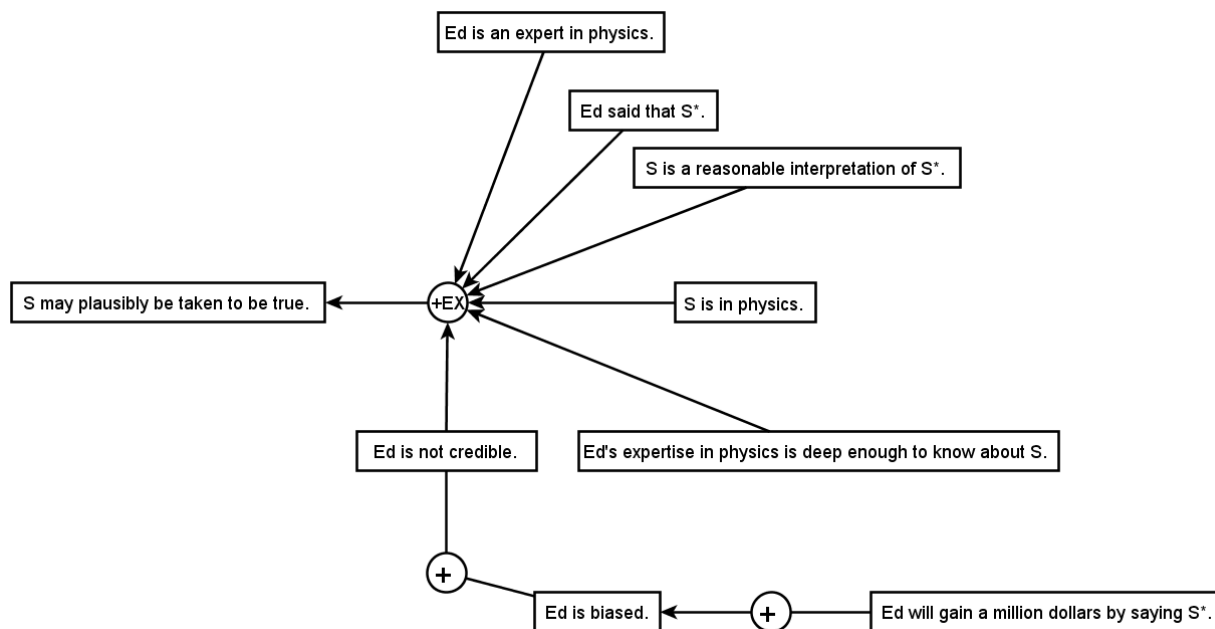 Ed is an expert in physics.
Ed said that S*.
S is a reasonable interpretation of S*.
S may plausibly be taken to be true.
+EX
S is in physics.
Ed is not credible.
Ed's expertise in physics is deep enough to know about S.
+
Ed is biased.
+
Ed will gain a million dollars by saying S*.